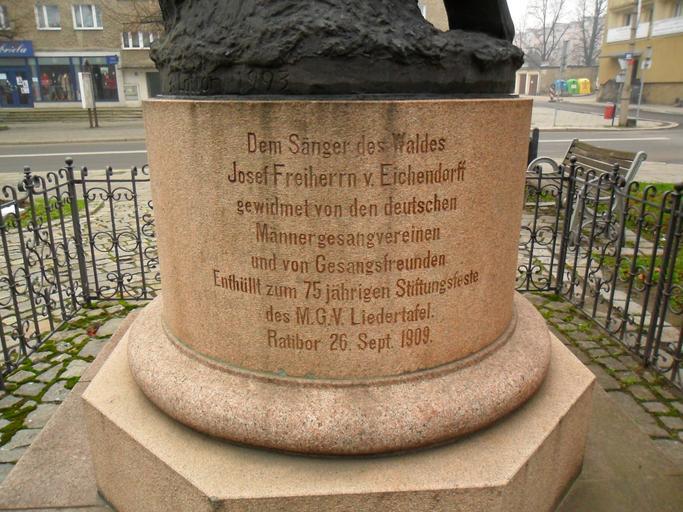 1993
Dem Sänger des Waldes
Josef Freiherrn v. Eichendorff
gewidmet von den deutschen
Männergesangvereinen
und von Gesangsfreunden.
Enthüllt zum 75 jährigen Stiftungsfeste
des M.G.V. Liedertafel.
Ratibor 26. Sept. 1909.